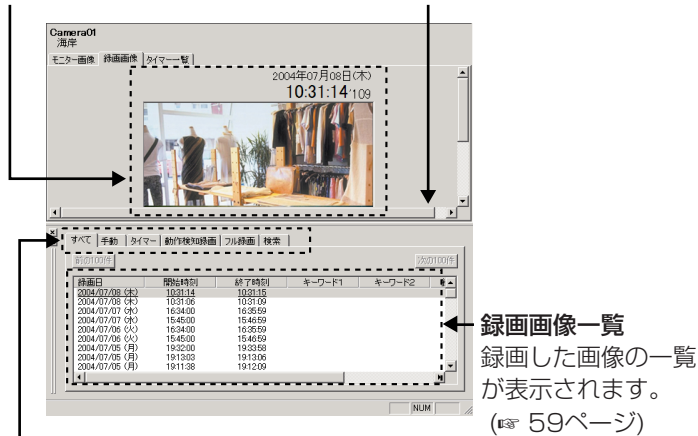 Camera01
海岸
モニター画像 録画画像 タイマー一覧
2004年07月08日(木)
10:31:14'109
すべて 手動 タイマー 動作検知録画 フル録画 検索
前の100件 次の100件
録画日 開始時刻 終了時刻 キーワード1 キーワード2
2004/07/08 (木) 10:31:14 10:31:15
2004/07/08 (木) 10:31:06 10:31:09
2004/07/07 (水) 16:34:00 16:35:59
2004/07/07 (水) 15:45:00 15:46:59
2004/07/06 (火) 16:34:00 16:35:59
2004/07/06 (火) 15:45:00 15:46:59
2004/07/05 (月) 19:32:00 19:33:58
2004/07/05 (月) 19:13:03 19:13:06
2004/07/05 (月) 19:11:38 19:12:09
NUM
録画画像一覧
録画した画像の一覧
が表示されます。
(☞ 59ページ)